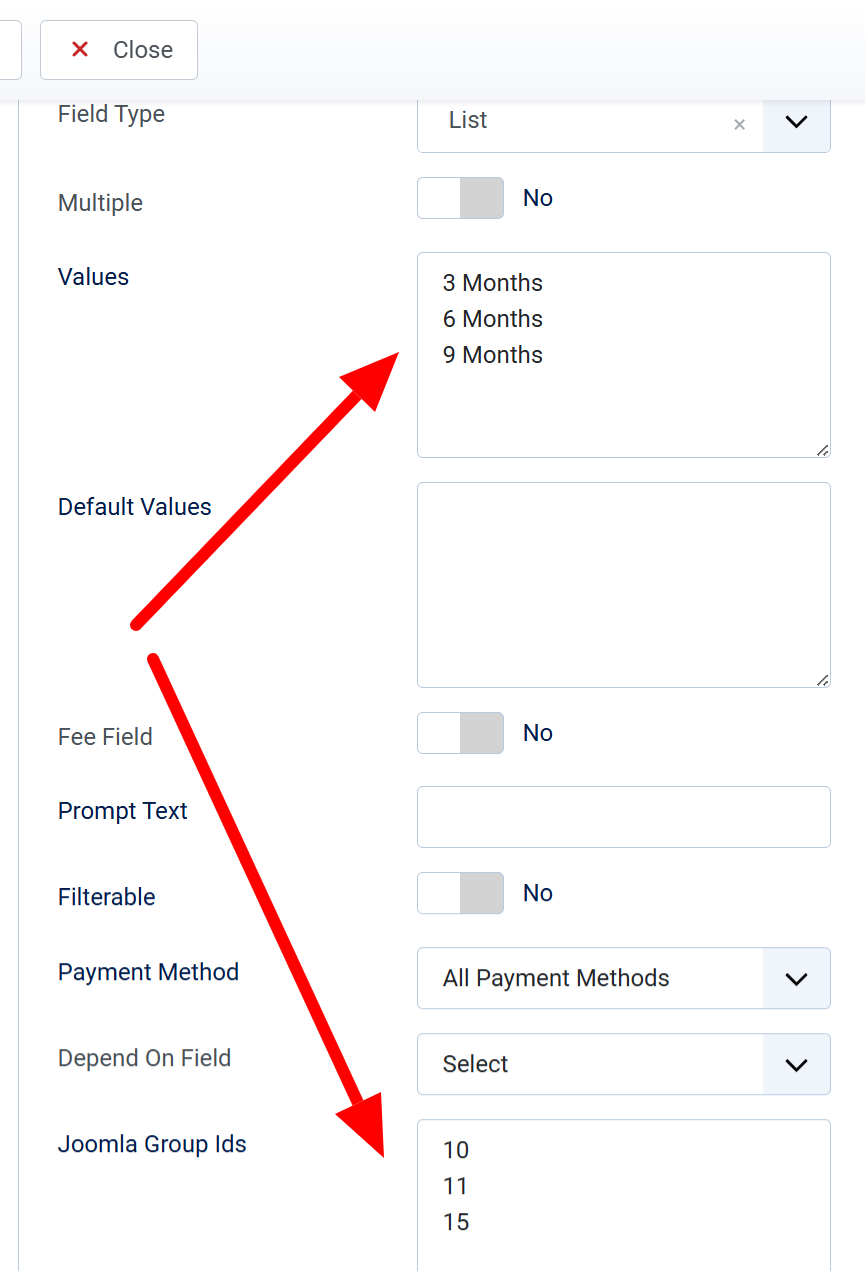 Close
Field Type
List
Multiple
No
Values
3 Months
6 Months
9 Months
Default Values
Fee Field
No
Prompt Text
Filterable
No
Payment Method
All Payment Methods
Depend On Field
Select
Joomla Group Ids
10
11
15